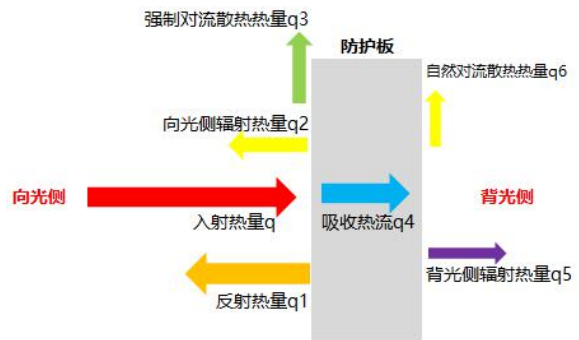 强制对流散热热量q3
防护板
自然对流散热热量q6
向光侧辐射热量q2
向光侧
背光侧
入射热量q
吸收热流q4
背光侧辐射热量q5
反射热量q1